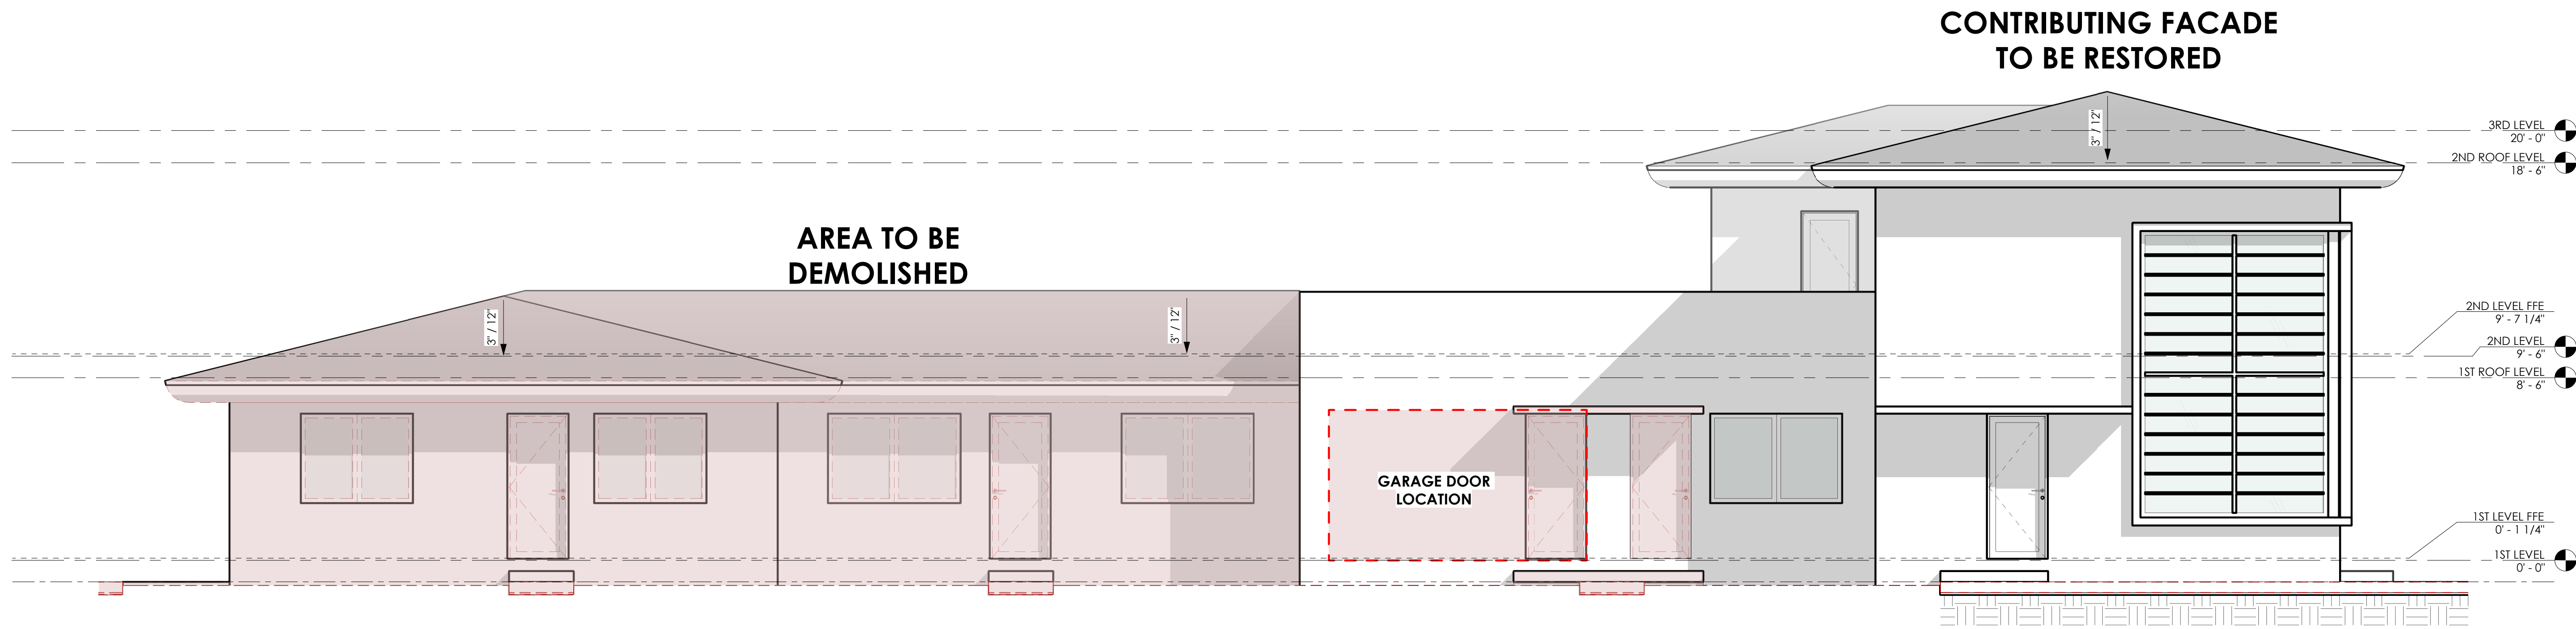 CONTRIBUTING FACADE
TO BE RESTORED
3RD LEVEL
20' - 0"
3" / 12"
2ND ROOF LEVEL
18' - 6"
AREA TO BE
DEMOLISHED
3" / 12"
3" / 12"
2ND LEVEL FFE
9' - 7 1/4"
2ND LEVEL
9' - 6"
1ST ROOF LEVEL
8' - 6"
GARAGE DOOR
LOCATION
1ST LEVEL FFE
0' - 1 1/4"
1ST LEVEL
0' - 0"